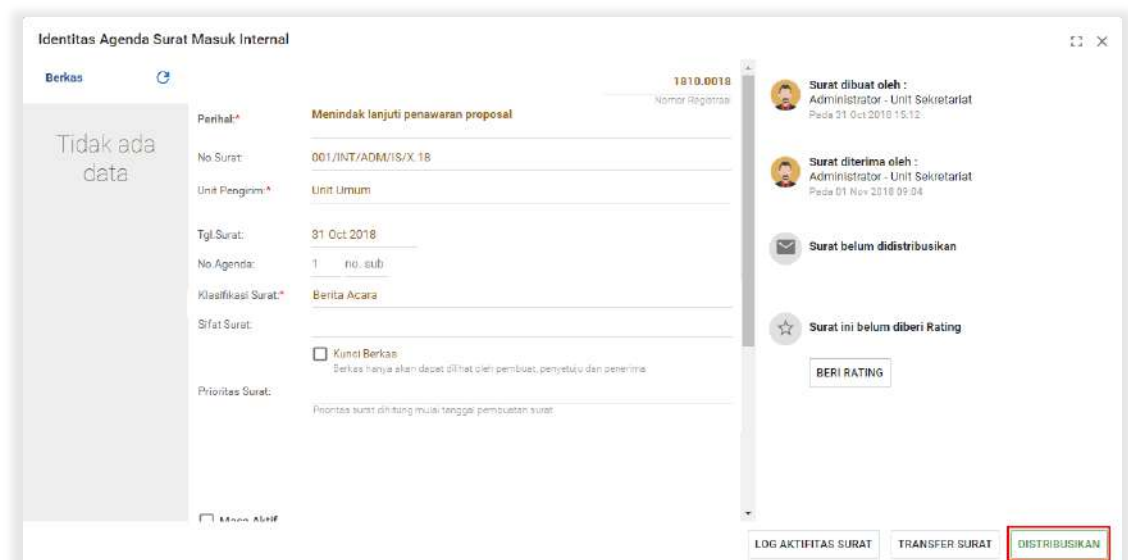 Identitas Agenda Surat Masuk Internal
Berkas
Tidak ada
data
1810.0018
Nomor Registrasi
Perihal:* Menindak lanjuti penawaran proposal
No.Surat: 001/INT/ADM/IS/X.18
Unit Pengirim:* Unit Umum
Tgl.Surat: 31 Oct 2018
No.Agenda: 1 no. sub
Klasifikasi Surat:* Berita Acara
Sifat Surat:
Kunci Berkas
Berkas hanya akan dapat dilihat oleh pembuat, penyetuju dan penerima
Prioritas Surat:
Prioritas surat dihitung mulai tanggal pembuatan surat
Masa Aktif
Surat dibuat oleh :
Administrator - Unit Sekretariat
Pada 31 Oct 2018 15:12
Surat diterima oleh :
Administrator - Unit Sekretariat
Pada 01 Nov 2018 09:04
Surat belum didistribusikan
Surat ini belum diberi Rating
BERI RATING
LOG AKTIFITAS SURAT TRANSFER SURAT DISTRIBUSIKAN